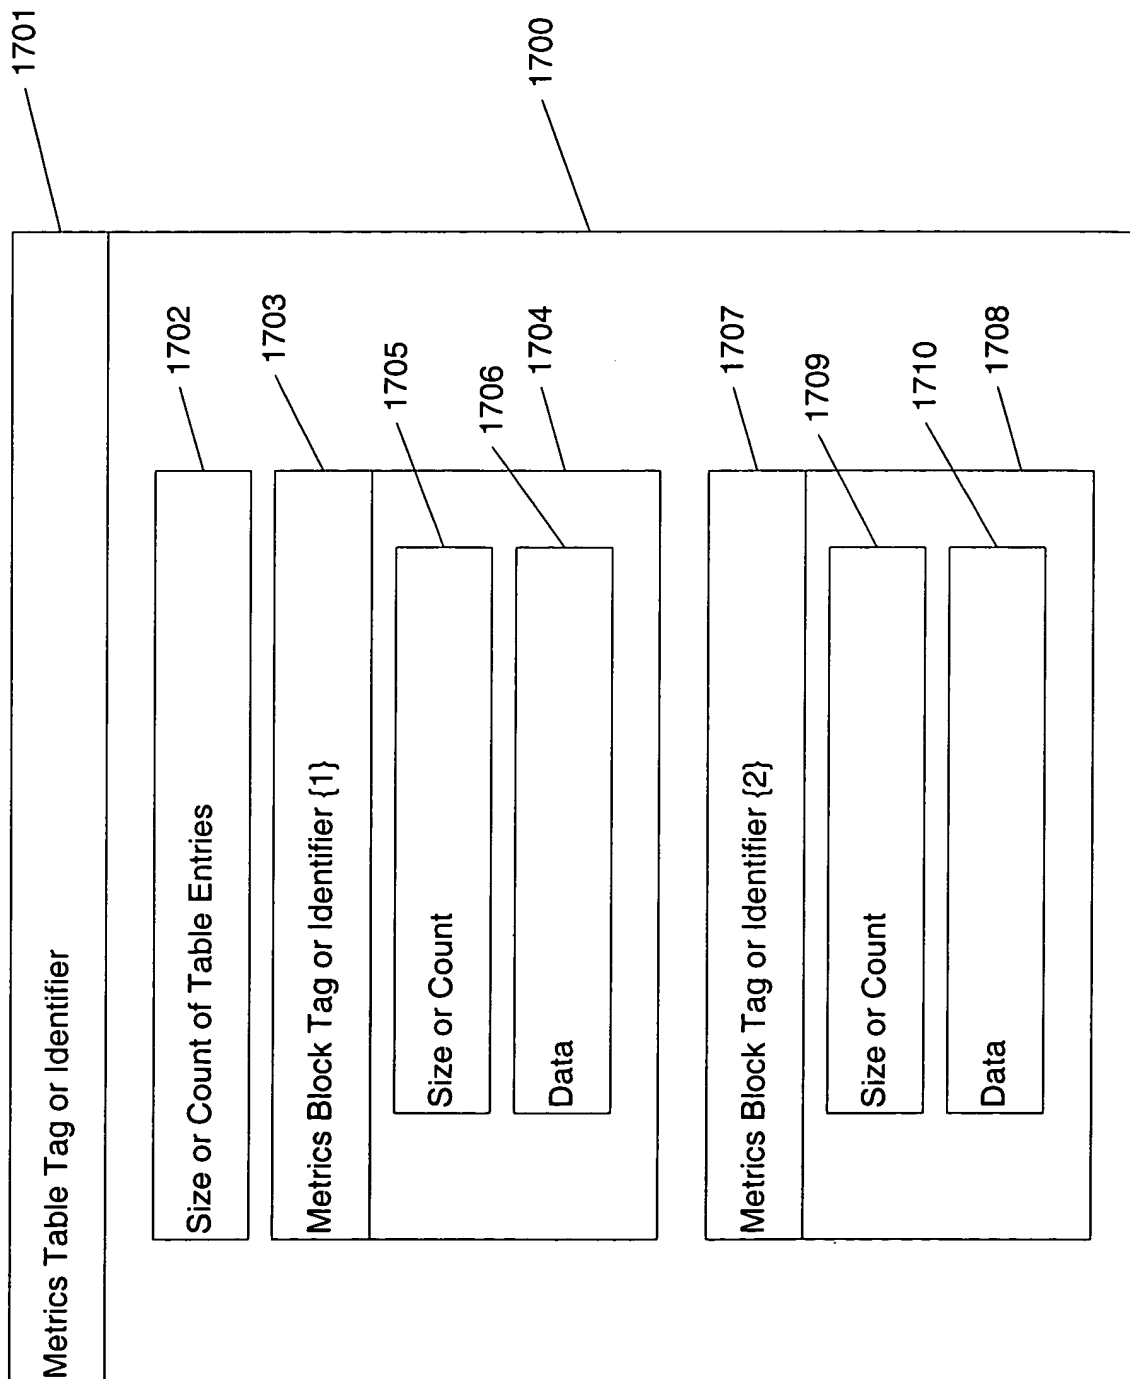 Metrics Table Tag or Identifier
1701
1700
Size or Count of Table Entries
1702
Metrics Block Tag or Identifier {1}
1703
Size or Count
1705
Data
1706
1704
Metrics Block Tag or Identifier {2}
1707
Size or Count
1709
Data
1710
1708